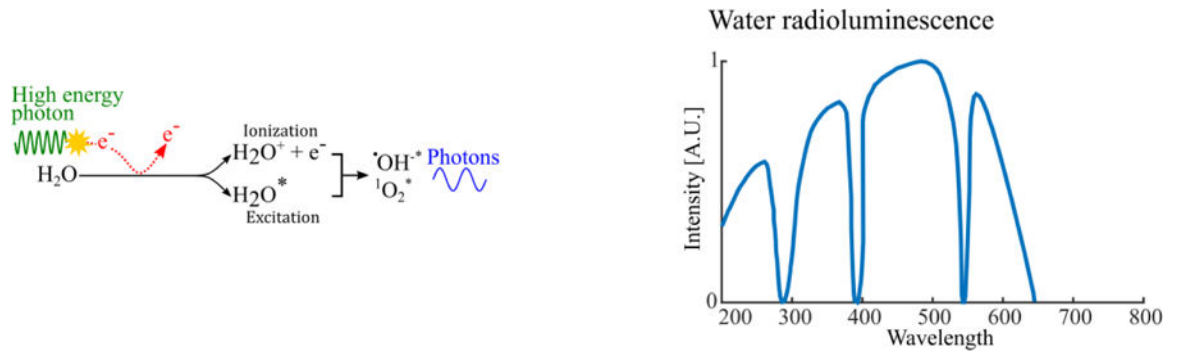 High energy
photon
e⁻
e⁻
H₂O
Ionization
H2O⁺ + e⁻
H2O*
Excitation
•OH⁻*
¹O₂*
Photons
Water radioluminescence
Intensity [A.U.]
1
0
200 300 400 500 600 700 800
Wavelength